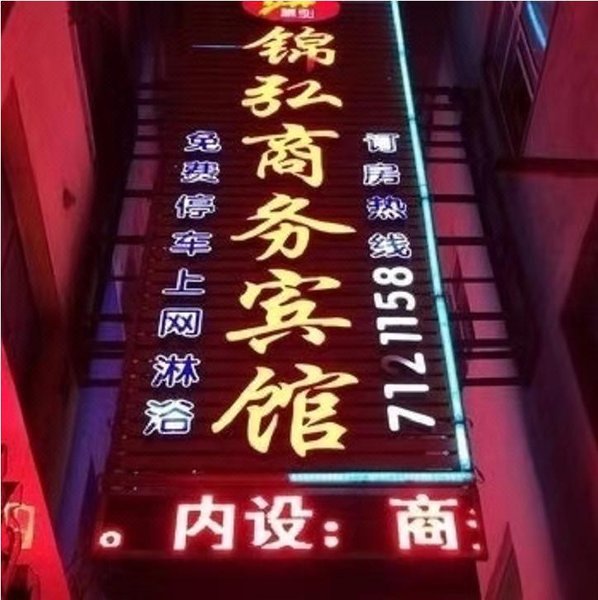 锦弘商务宾馆
免费停车上网淋浴
订房热线
7121158
。内设：商